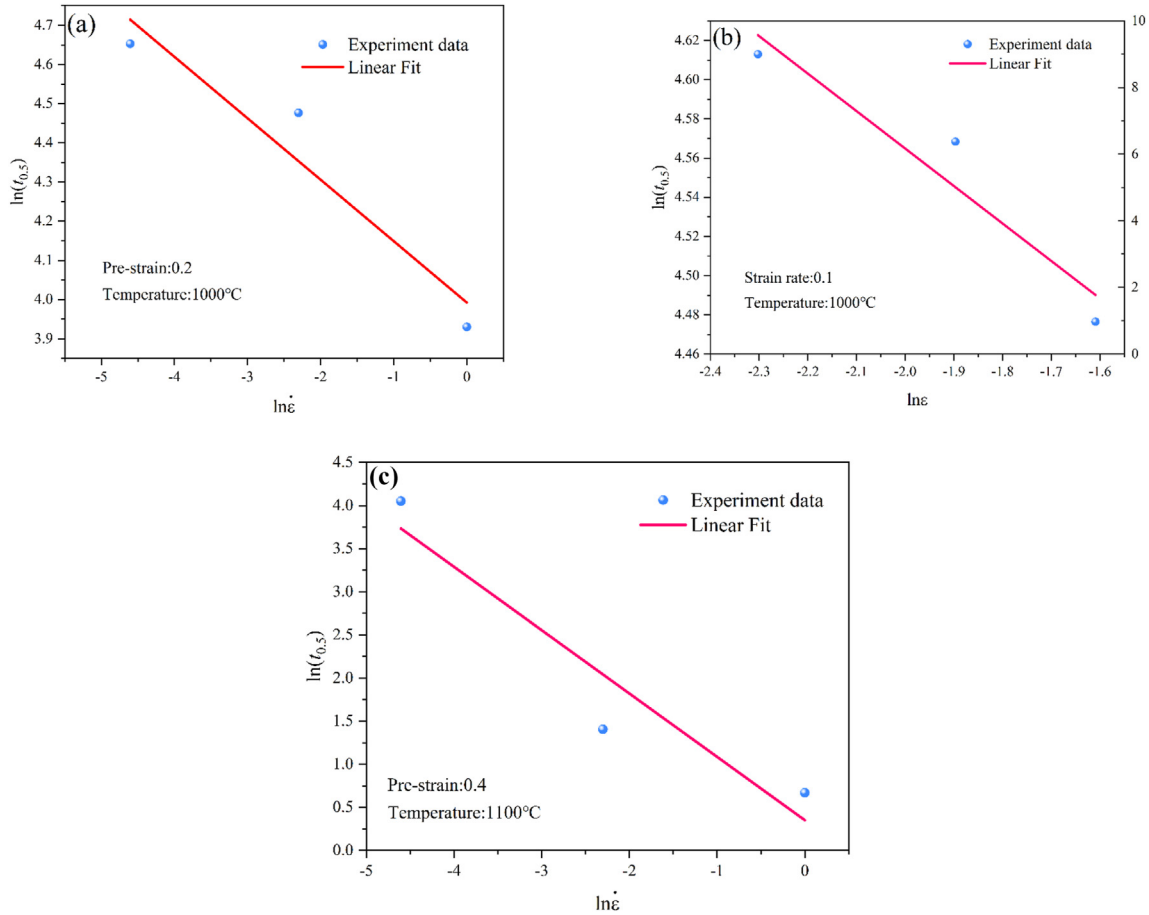 (a)
Experiment data
Linear Fit
4.7
4.6
4.5
4.4
4.3
4.2
4.1
4.0
3.9
ln(t0.5)
Pre-strain:0.2
Temperature:1000℃
-5 -4 -3 -2 -1 0
lnε̇
(b)
Experiment data
Linear Fit
4.62
4.60
4.58
4.56
4.54
4.52
4.50
4.48
4.46
ln(t0.5)
10
8
6
4
2
0
Strain rate:0.1
Temperature:1000℃
-2.4 -2.3 -2.2 -2.1 -2.0 -1.9 -1.8 -1.7 -1.6
lnε
(c)
Experiment data
Linear Fit
4.5
4.0
3.5
3.0
2.5
2.0
1.5
1.0
0.5
0.0
ln(t0.5)
Pre-strain:0.4
Temperature:1100℃
-5 -4 -3 -2 -1 0
lnε̇